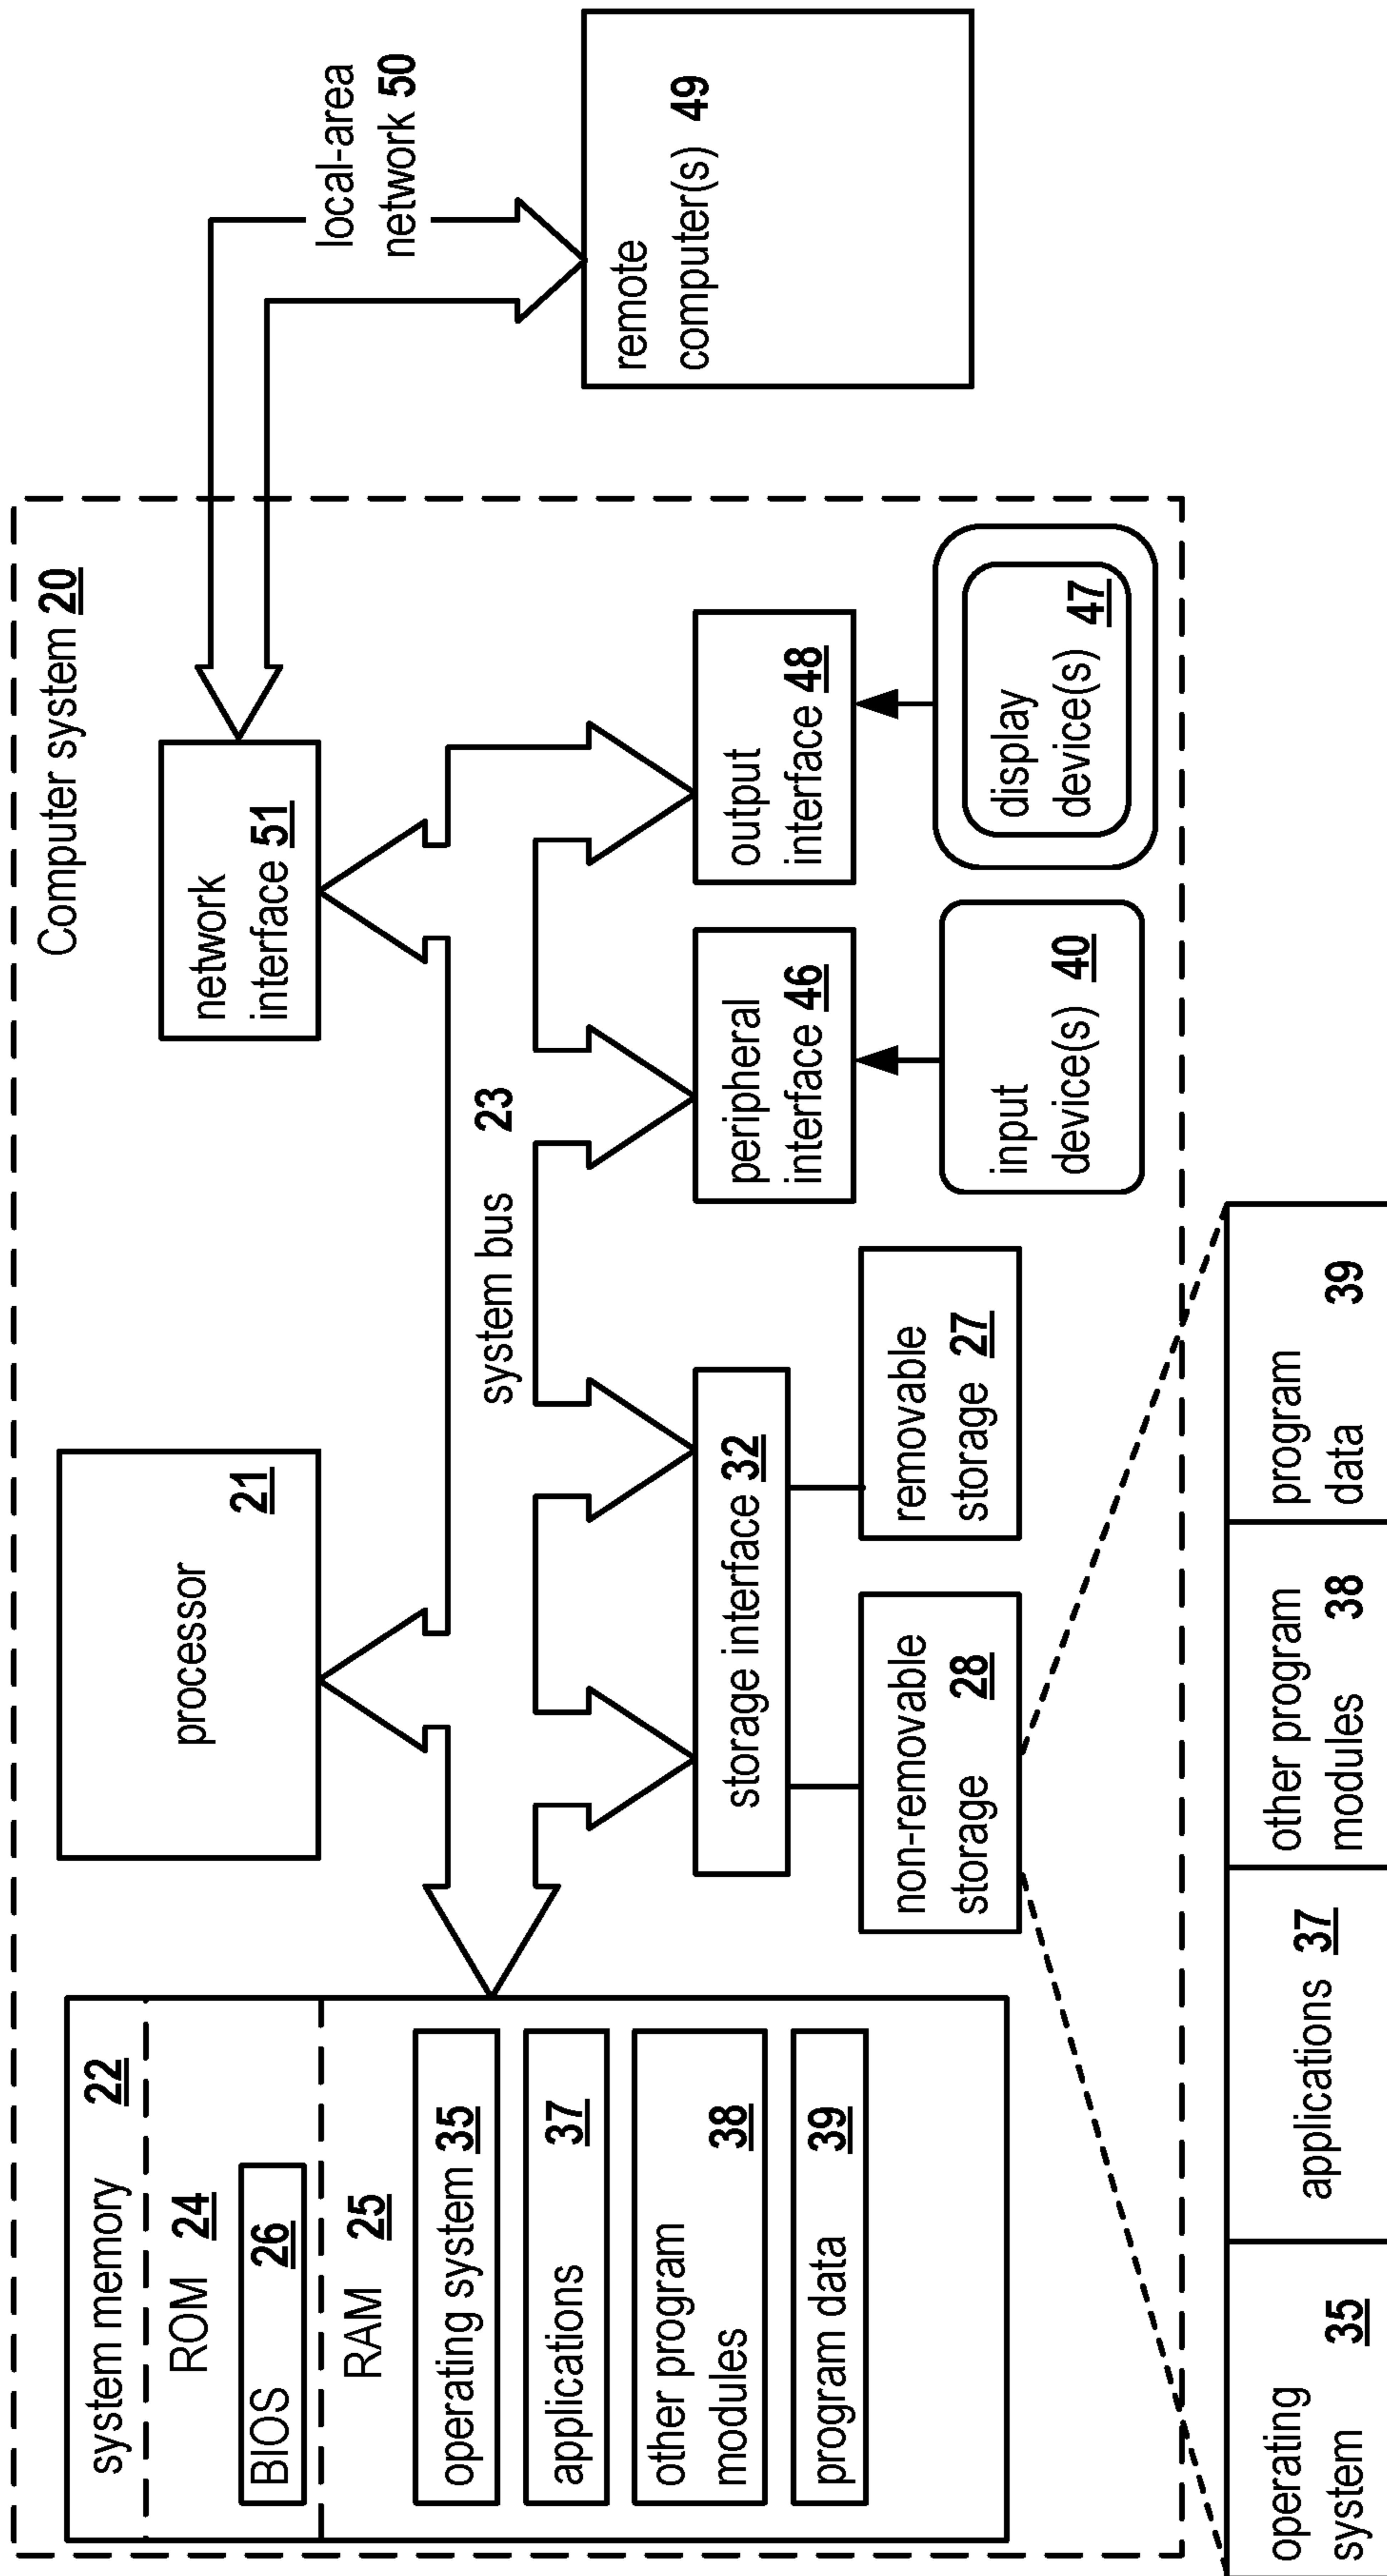 Computer system 20
system memory 22
ROM 24
BIOS 26
RAM 25
operating system 35
applications 37
other program
modules 38
program data 39
processor 21
network
interface 51
system bus 23
storage interface 32
non-removable
storage 28
removable
storage 27
peripheral
interface 46
output
interface 48
input
device(s) 40
display
device(s) 47
local-area
network 50
remote
computer(s) 49
operating
system 35
applications 37
other program
modules 38
program
data 39